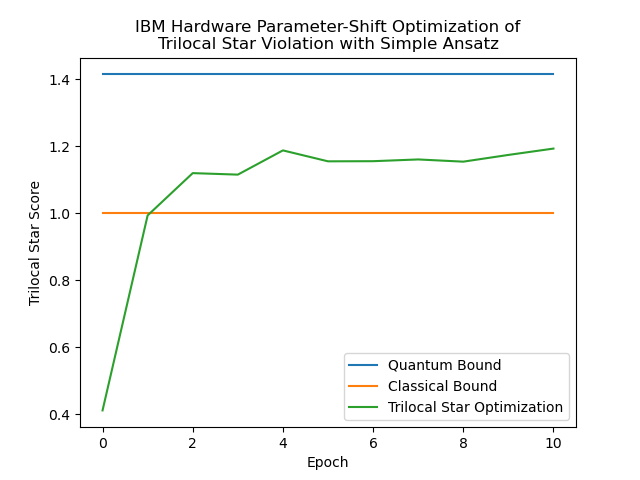 IBM Hardware Parameter-Shift Optimization of
Trilocal Star Violation with Simple Ansatz
Trilocal Star Score
1.4
1.2
1.0
0.8
0.6
0.4
Quantum Bound
Classical Bound
Trilocal Star Optimization
0 2 4 6 8 10
Epoch